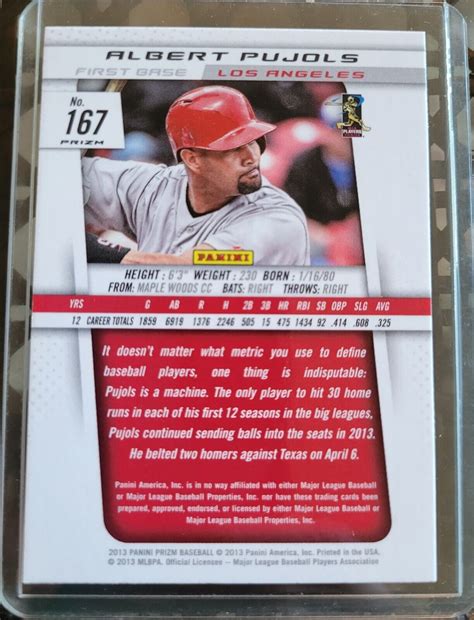 ALBERT PUJOLS
FIRST BASE LOS ANGELES
No.
167
PRIZM
PLAYERS
PANINI
HEIGHT : 6'3" WEIGHT : 230 BORN : 1/16/80
FROM: MAPLE WOODS CC BATS: RIGHT THROWS: RIGHT
YRS G AB R H 2B 3B HR RBI SB OBP SLG AVG
12 CAREER TOTALS 1859 6919 1376 2246 505 15 475 1434 92 .414 .608 .325
It doesn't matter what metric you use to define
baseball players, one thing is indisputable:
Pujols is a machine. The only player to hit 30 home
runs in each of his first 12 seasons in the big leagues,
Pujols continued sending balls into the seats in 2013.
He belted two homers against Texas on April 6.
Panini America, Inc. is in no way affiliated with either Major League Baseball
or Major League Baseball Properties, Inc. nor have these trading cards been
prepared, approved, endorsed, or licensed by either Major League Baseball or
Major League Baseball Properties, Inc.
2013 PANINI PRIZM BASEBALL © 2013 Panini America, Inc. Printed in the USA.
© 2013 MLBPA. Official Licensee -- Major League Baseball Players Association